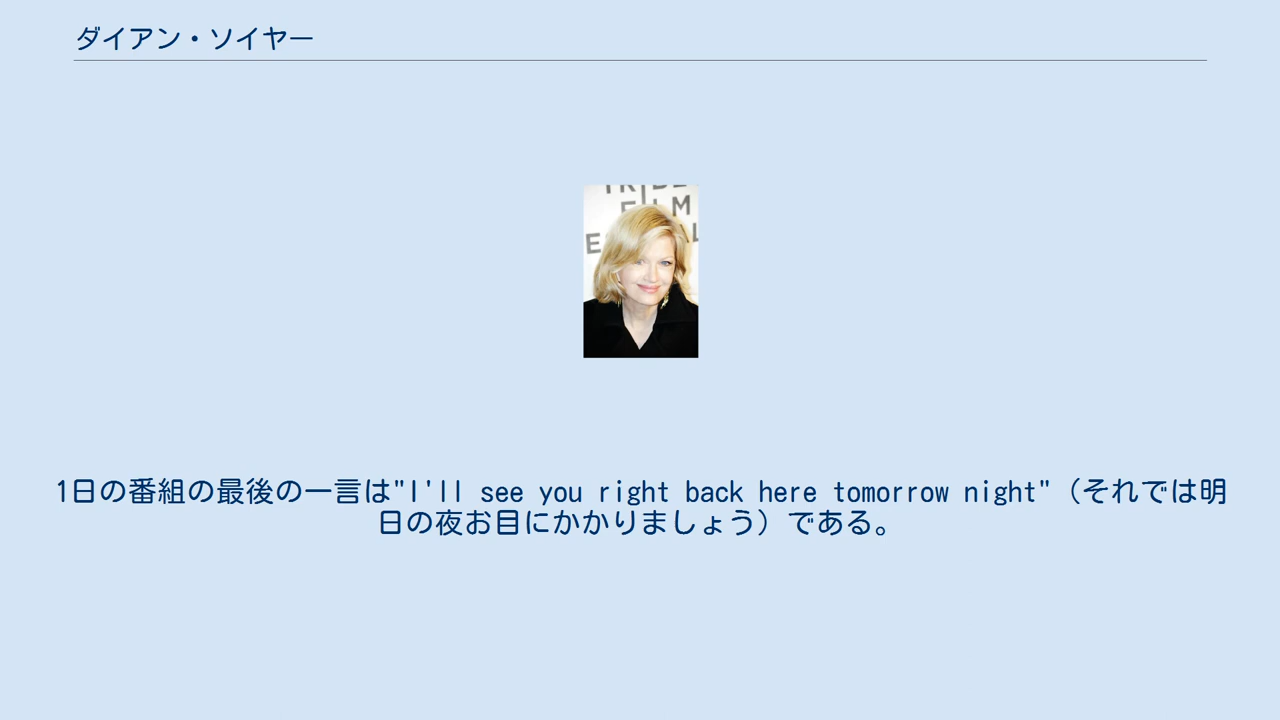 ダイアン・ソイヤー
FILM
1日の番組の最後の一言は"I'll see you right back here tomorrow night"（それでは明
日の夜お目にかかりましょう）である。